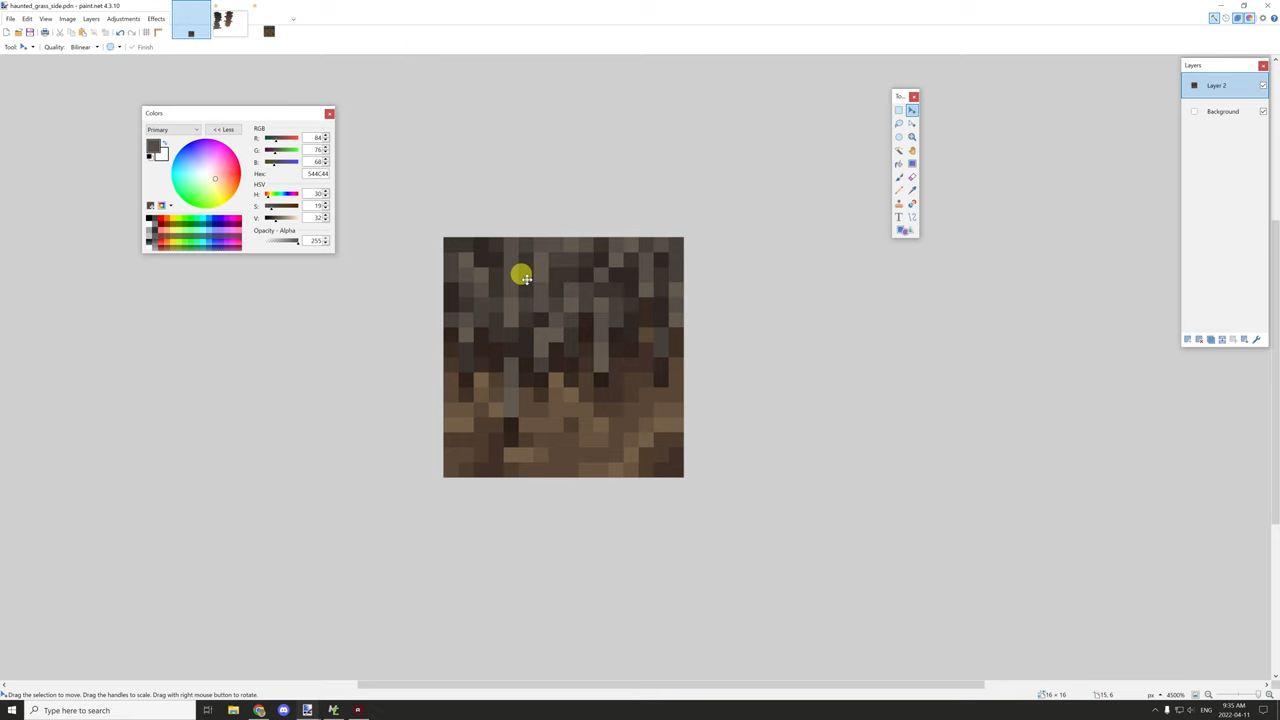 haunted_grass_side.pdn - paint.net 4.3.10
File Edit View Image Layers Adjustments Effects
Tool: Quality: Bilinear Finish
Colors
Primary << Less
RGB
R: 84
G: 76
B: 68
Hex: 544C44
HSV
H: 30
S: 19
V: 32
Opacity - Alpha
255
To...
Layers
Layer 2
Background
Drag the selection to move. Drag the handles to scale. Drag with right mouse button to rotate.
16 × 16 15, 6 px 4500%
Type here to search
ENG
9:35 AM
2022-04-11